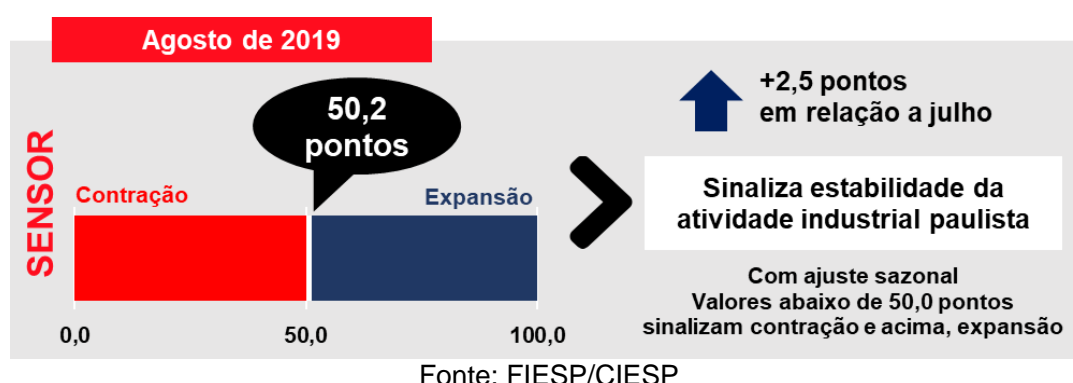 Agosto de 2019
SENSOR
50,2
pontos
Contração
Expansão
0,0
50,0
100,0
+2,5 pontos
em relação a julho
Sinaliza estabilidade da
atividade industrial paulista
Com ajuste sazonal
Valores abaixo de 50,0 pontos
sinalizam contração e acima, expansão
Fonte: FIESP/CIESP